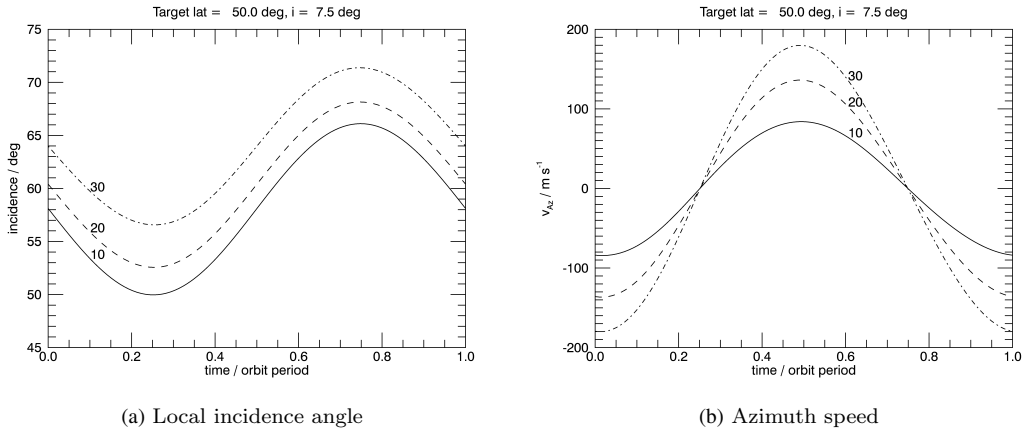 Target lat = 50.0 deg, i = 7.5 deg
75
70
65
60
55
50
45
incidence / deg
30
20
10
0.0 0.2 0.4 0.6 0.8 1.0
time / orbit period
(a) Local incidence angle
Target lat = 50.0 deg, i = 7.5 deg
200
100
0
-100
-200
v_Az / m s⁻¹
30
20
10
0.0 0.2 0.4 0.6 0.8 1.0
time / orbit period
(b) Azimuth speed